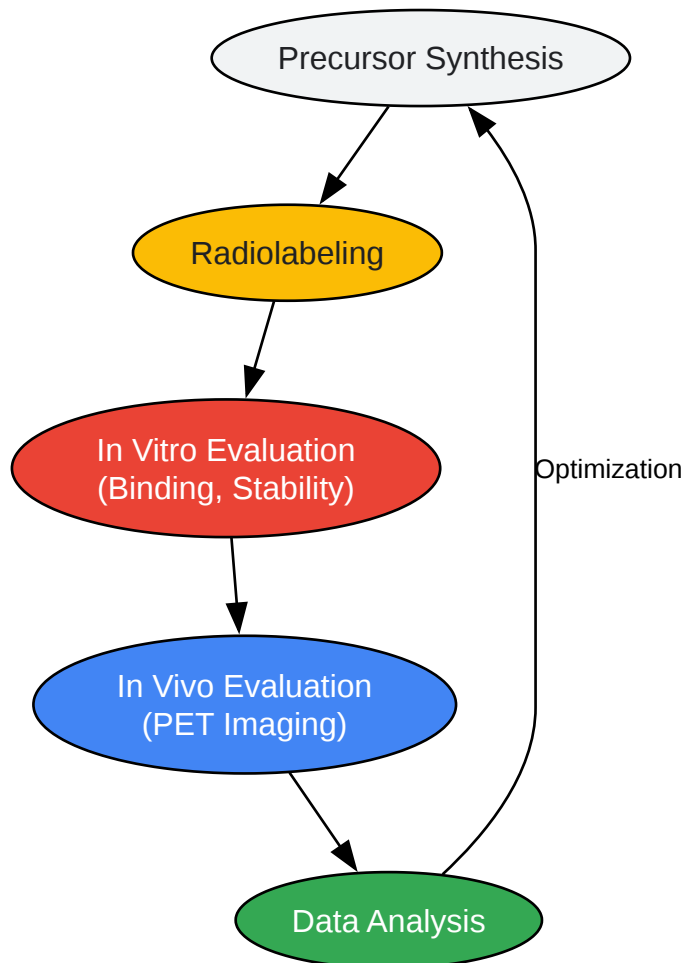 Precursor Synthesis
Radiolabeling
In Vitro Evaluation
(Binding, Stability)
Optimization
In Vivo Evaluation
(PET Imaging)
Data Analysis